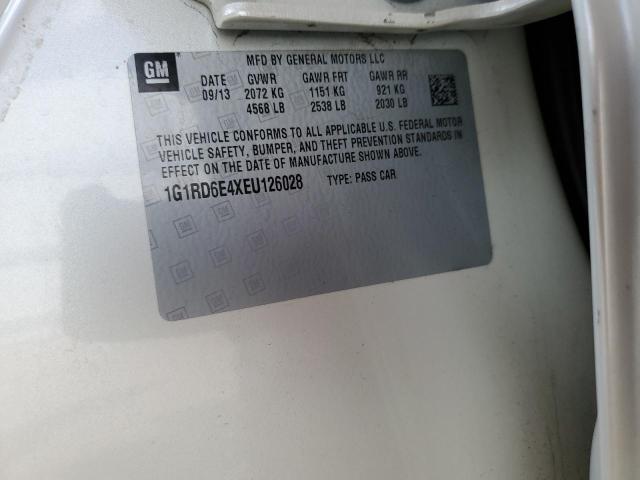 GM
MFD BY GENERAL MOTORS LLC
DATE GVWR GAWR FRT GAWR RR
09/13 2072 KG 1151 KG 921 KG
4568 LB 2538 LB 2030 LB
THIS VEHICLE CONFORMS TO ALL APPLICABLE U.S. FEDERAL MOTOR
VEHICLE SAFETY, BUMPER, AND THEFT PREVENTION STANDARDS IN
EFFECT ON THE DATE OF MANUFACTURE SHOWN ABOVE.
1G1RD6E4XEU126028 TYPE: PASS CAR